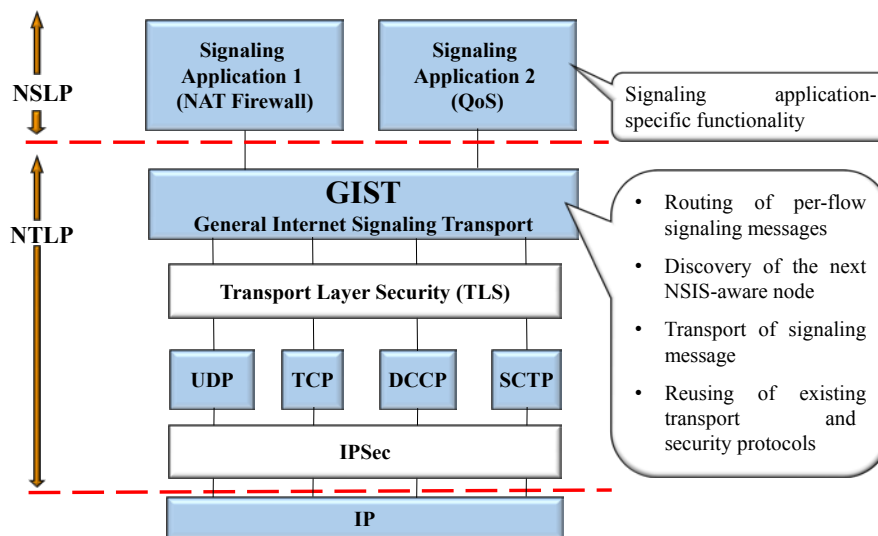 NSLP
Signaling
Application 1
(NAT Firewall)
Signaling
Application 2
(QoS)
Signaling application-
specific functionality
NTLP
GIST
General Internet Signaling Transport
Transport Layer Security (TLS)
UDP
TCP
DCCP
SCTP
IPSec
IP
• Routing of per-flow
signaling messages
• Discovery of the next
NSIS-aware node
• Transport of signaling
message
• Reusing of existing
transport and
security protocols